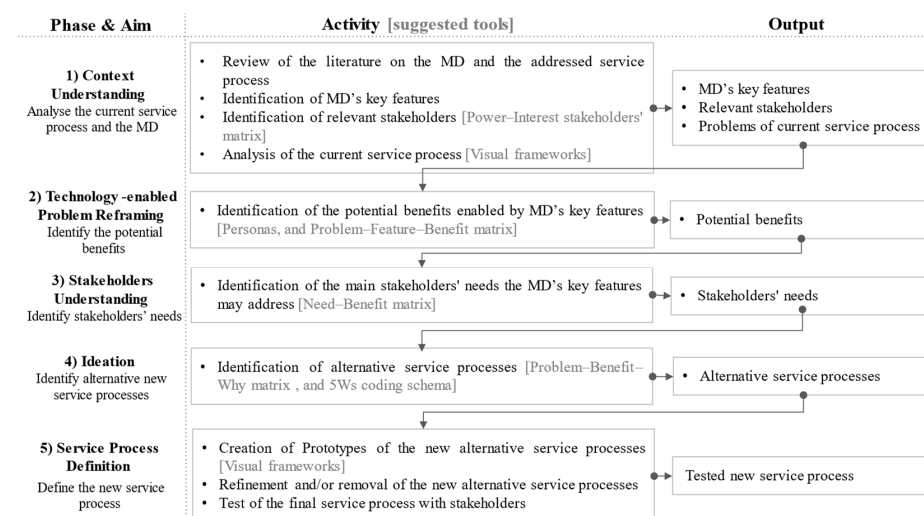 Phase & Aim
Activity [suggested tools]
Output
1) Context
Understanding
Analyse the current service
process and the MD
• Review of the literature on the MD and the addressed service
process
• Identification of MD's key features
• Identification of relevant stakeholders [Power–Interest stakeholders'
matrix]
• Analysis of the current service process [Visual frameworks]
• MD's key features
• Relevant stakeholders
• Problems of current service process
2) Technology -enabled
Problem Reframing
Identify the potential
benefits
• Identification of the potential benefits enabled by MD's key features
[Personas, and Problem–Feature–Benefit matrix]
• Potential benefits
3) Stakeholders
Understanding
Identify stakeholders' needs
• Identification of the main stakeholders' needs the MD's key features
may address [Need–Benefit matrix]
• Stakeholders' needs
4) Ideation
Identify alternative new
service processes
• Identification of alternative service processes [Problem–Benefit–
Why matrix , and 5Ws coding schema]
• Alternative service processes
5) Service Process
Definition
Define the new service
process
• Creation of Prototypes of the new alternative service processes
[Visual frameworks]
• Refinement and/or removal of the new alternative service processes
• Test of the final service process with stakeholders
Tested new service process